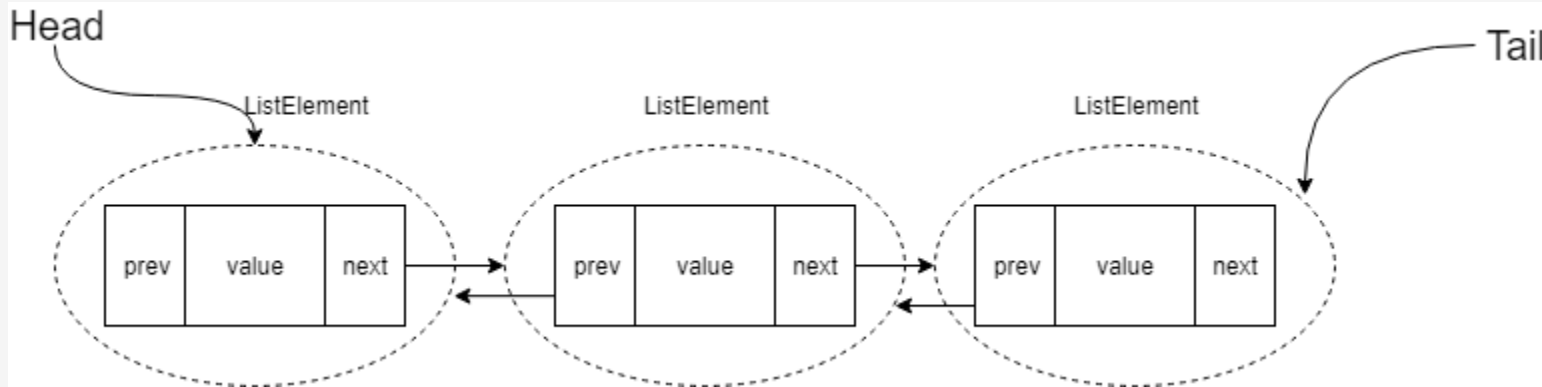 Head
Tail
ListElement
ListElement
ListElement
prev value next
prev value next
prev value next